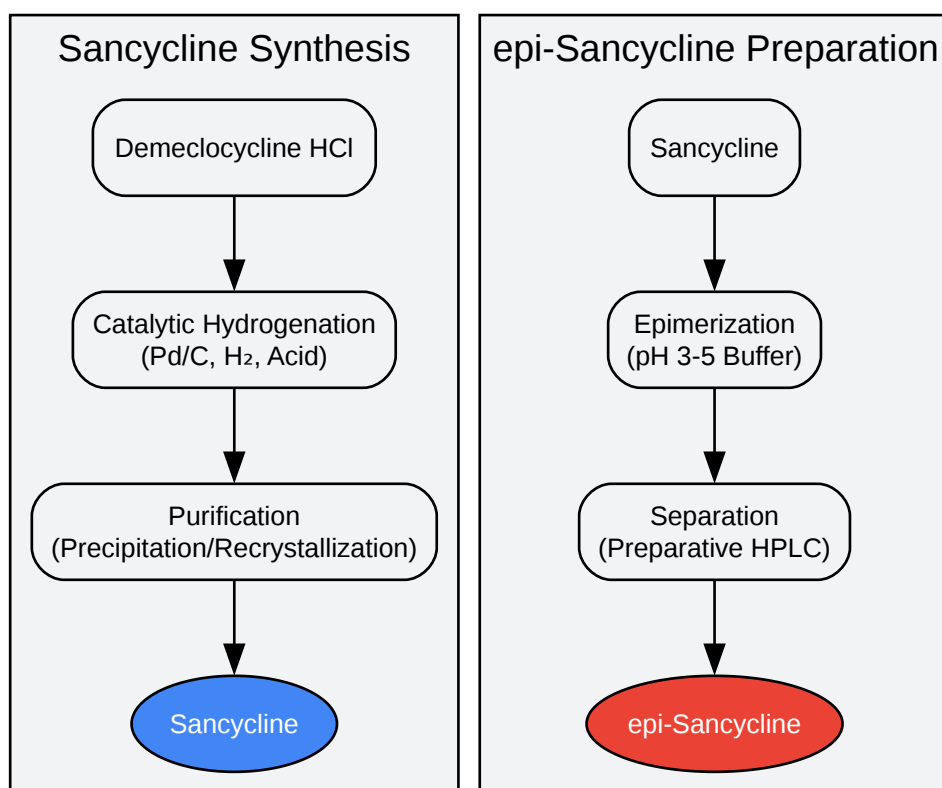 Sancycline Synthesis
Demeclocycline HCl
Catalytic Hydrogenation
(Pd/C, H₂, Acid)
Purification
(Precipitation/Recrystallization)
Sancycline
epi-Sancycline Preparation
Sancycline
Epimerization
(pH 3-5 Buffer)
Separation
(Preparative HPLC)
epi-Sancycline